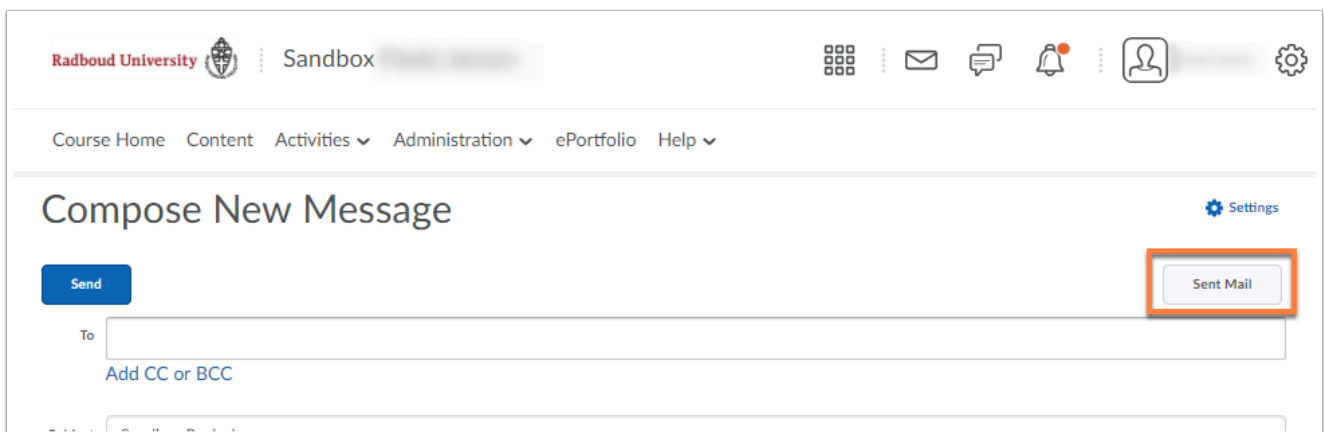 Radboud University Sandbox
Course Home Content Activities Administration ePortfolio Help
Compose New Message
Settings
Send
Sent Mail
To
Add CC or BCC